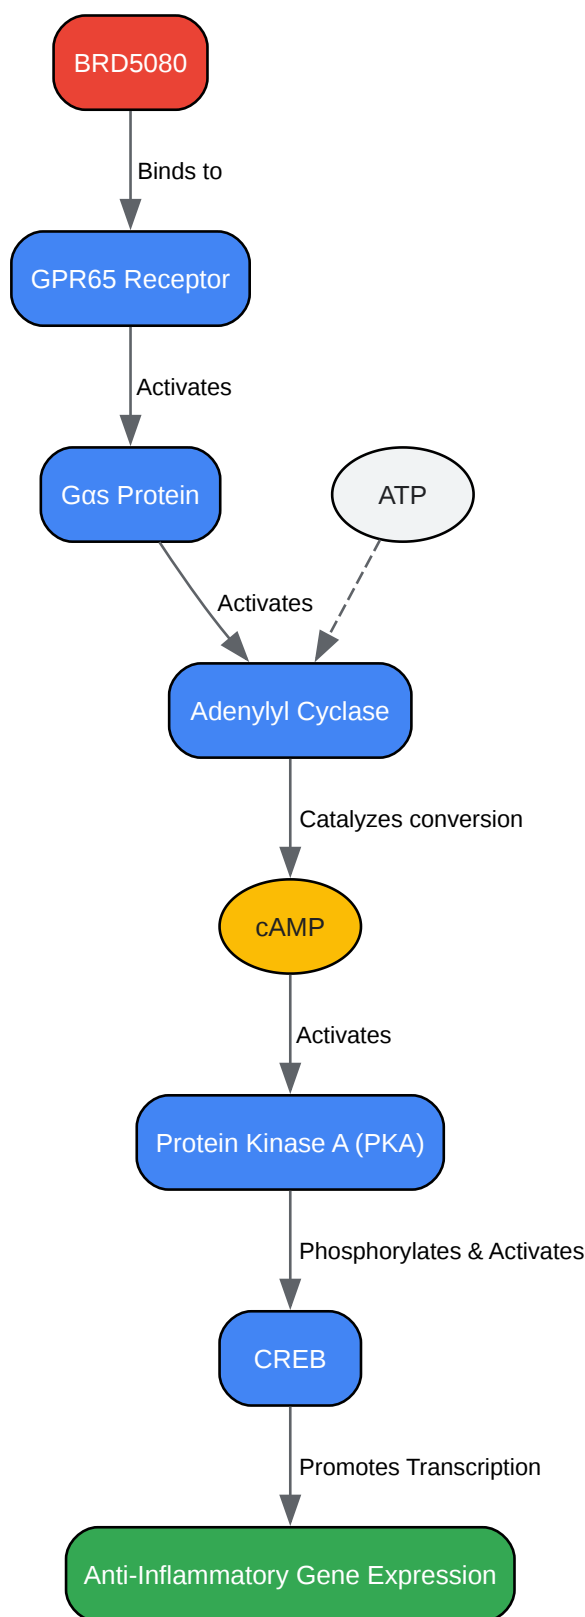 BRD5080
Binds to
GPR65 Receptor
Activates
Gαs Protein
ATP
Activates
Adenylyl Cyclase
Catalyzes conversion
cAMP
Activates
Protein Kinase A (PKA)
Phosphorylates & Activates
CREB
Promotes Transcription
Anti-Inflammatory Gene Expression